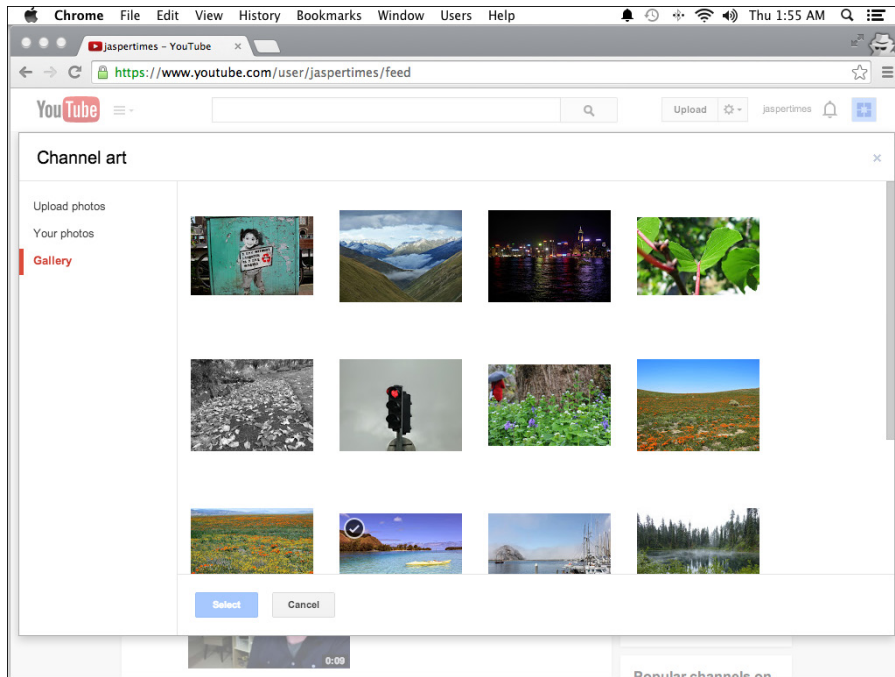 Chrome File Edit View History Bookmarks Window Users Help Thu 1:55 AM
jaspertimes - YouTube
https://www.youtube.com/user/jaspertimes/feed
YouTube Upload jaspertimes
Channel art
Upload photos
Your photos
Gallery
Select Cancel
0:09
Popular channels on